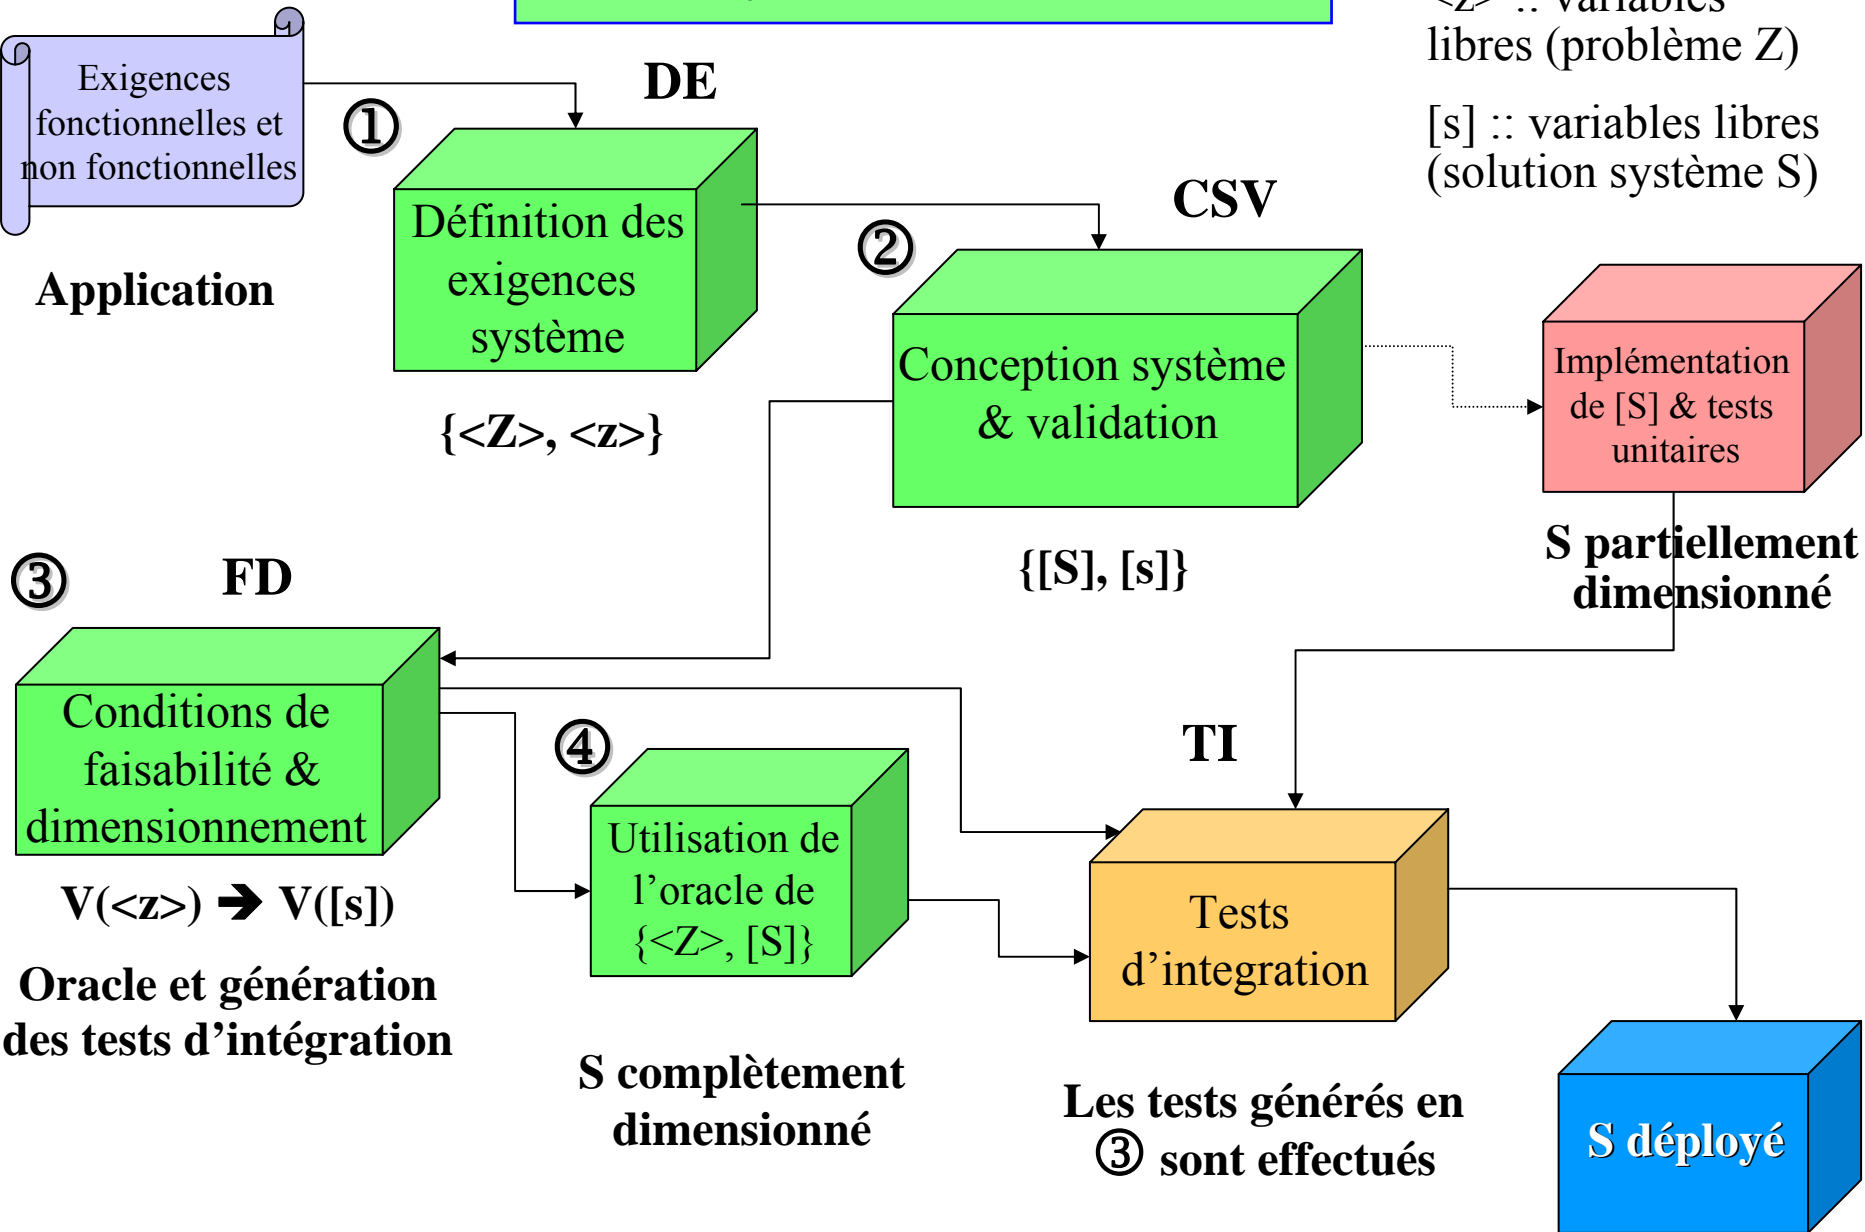 <z> :: variables
libres (problème Z)
[s] :: variables libres
(solution système S)
Exigences
fonctionnelles et
non fonctionnelles
Application
①
DE
Définition des
exigences
système
{<Z>, <z>}
②
CSV
Conception système
& validation
{[S], [s]}
Implémentation
de [S] & tests
unitaires
S partiellement
dimensionné
③
FD
Conditions de
faisabilité &
dimensionnement
V(<z>) ➔ V([s])
Oracle et génération
des tests d’intégration
④
Utilisation de
l’oracle de
{<Z>, [S]}
S complètement
dimensionné
TI
Tests
d’integration
Les tests générés en
③ sont effectués
S déployé